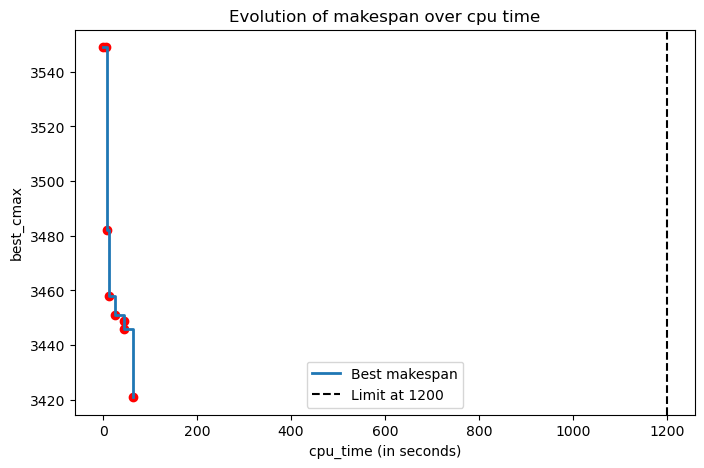 Evolution of makespan over cpu time
best_cmax
3540
3520
3500
3480
3460
3440
3420
Best makespan
Limit at 1200
0
200
400
600
800
1000
1200
cpu_time (in seconds)